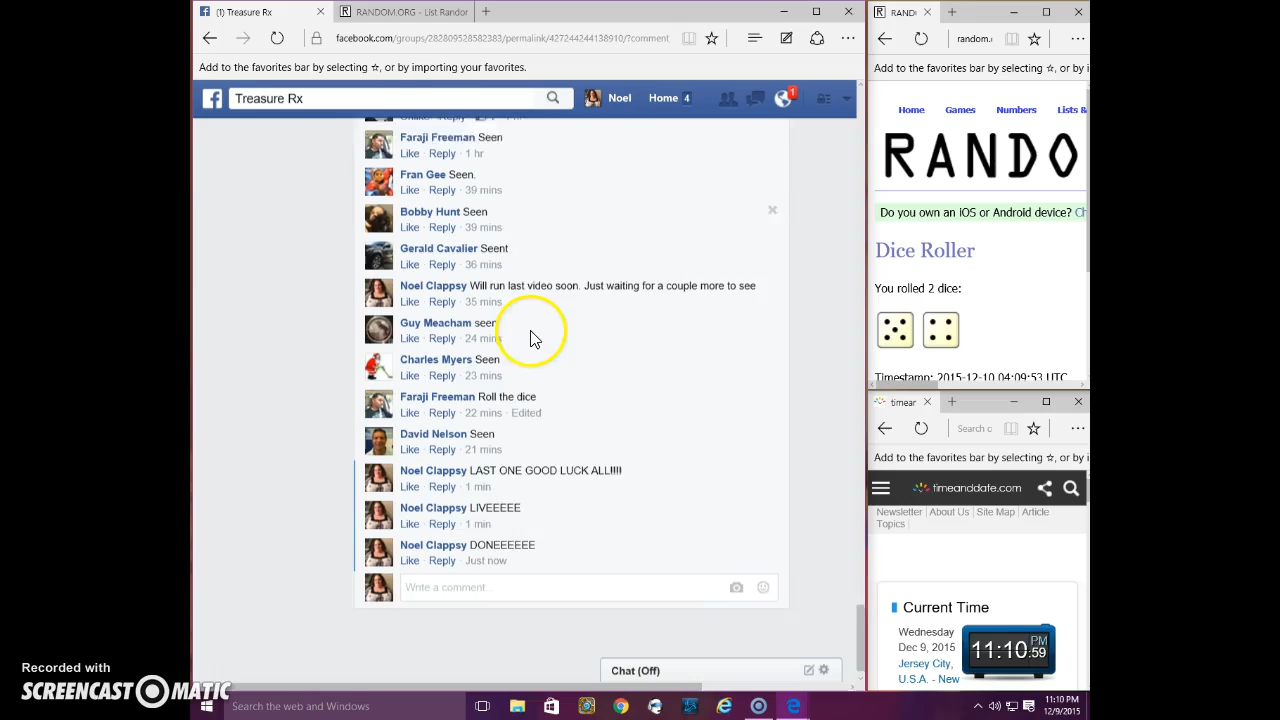 (1) Treasure Rx
RANDOM.ORG - List Randor
facebook.com/groups/282809528582383/permalink/427244244138910/?comment
Add to the favorites bar by selecting ☆, or by importing your favorites.
Treasure Rx
Noel
Home 4
1
Faraji Freeman Seen
Like · Reply · 1 hr
Fran Gee Seen.
Like · Reply · 39 mins
Bobby Hunt Seen
Like · Reply · 39 mins
Gerald Cavalier Seent
Like · Reply · 36 mins
Noel Clappsy Will run last video soon. Just waiting for a couple more to see
Like · Reply · 35 mins
Guy Meacham seen
Like · Reply · 24 mins
Charles Myers Seen
Like · Reply · 23 mins
Faraji Freeman Roll the dice
Like · Reply · 22 mins · Edited
David Nelson Seen
Like · Reply · 21 mins
Noel Clappsy LAST ONE GOOD LUCK ALL!!!!
Like · Reply · 1 min
Noel Clappsy LIVEEEEE
Like · Reply · 1 min
Noel Clappsy DONEEEEEE
Like · Reply · Just now
Write a comment...
Chat (Off)
RAND
random.
Add to the favorites bar by selecting ☆, or by i
Home Games Numbers Lists &
RANDO
Do you own an iOS or Android device? Ch
Dice Roller
You rolled 2 dice:
Timestamp: 2015-12-10 04:09:53 UTC
timear
Search c
Add to the favorites bar by selecting ☆, or by i
timeanddate.com
Newsletter | About Us | Site Map | Article
Topics |
Current Time
Wednesday
Dec 9, 2015
Jersey City,
U.S.A. - New
11:10:59 PM
Recorded with
SCREENCAST-O-MATIC
Search the web and Windows
11:10 PM
12/9/2015